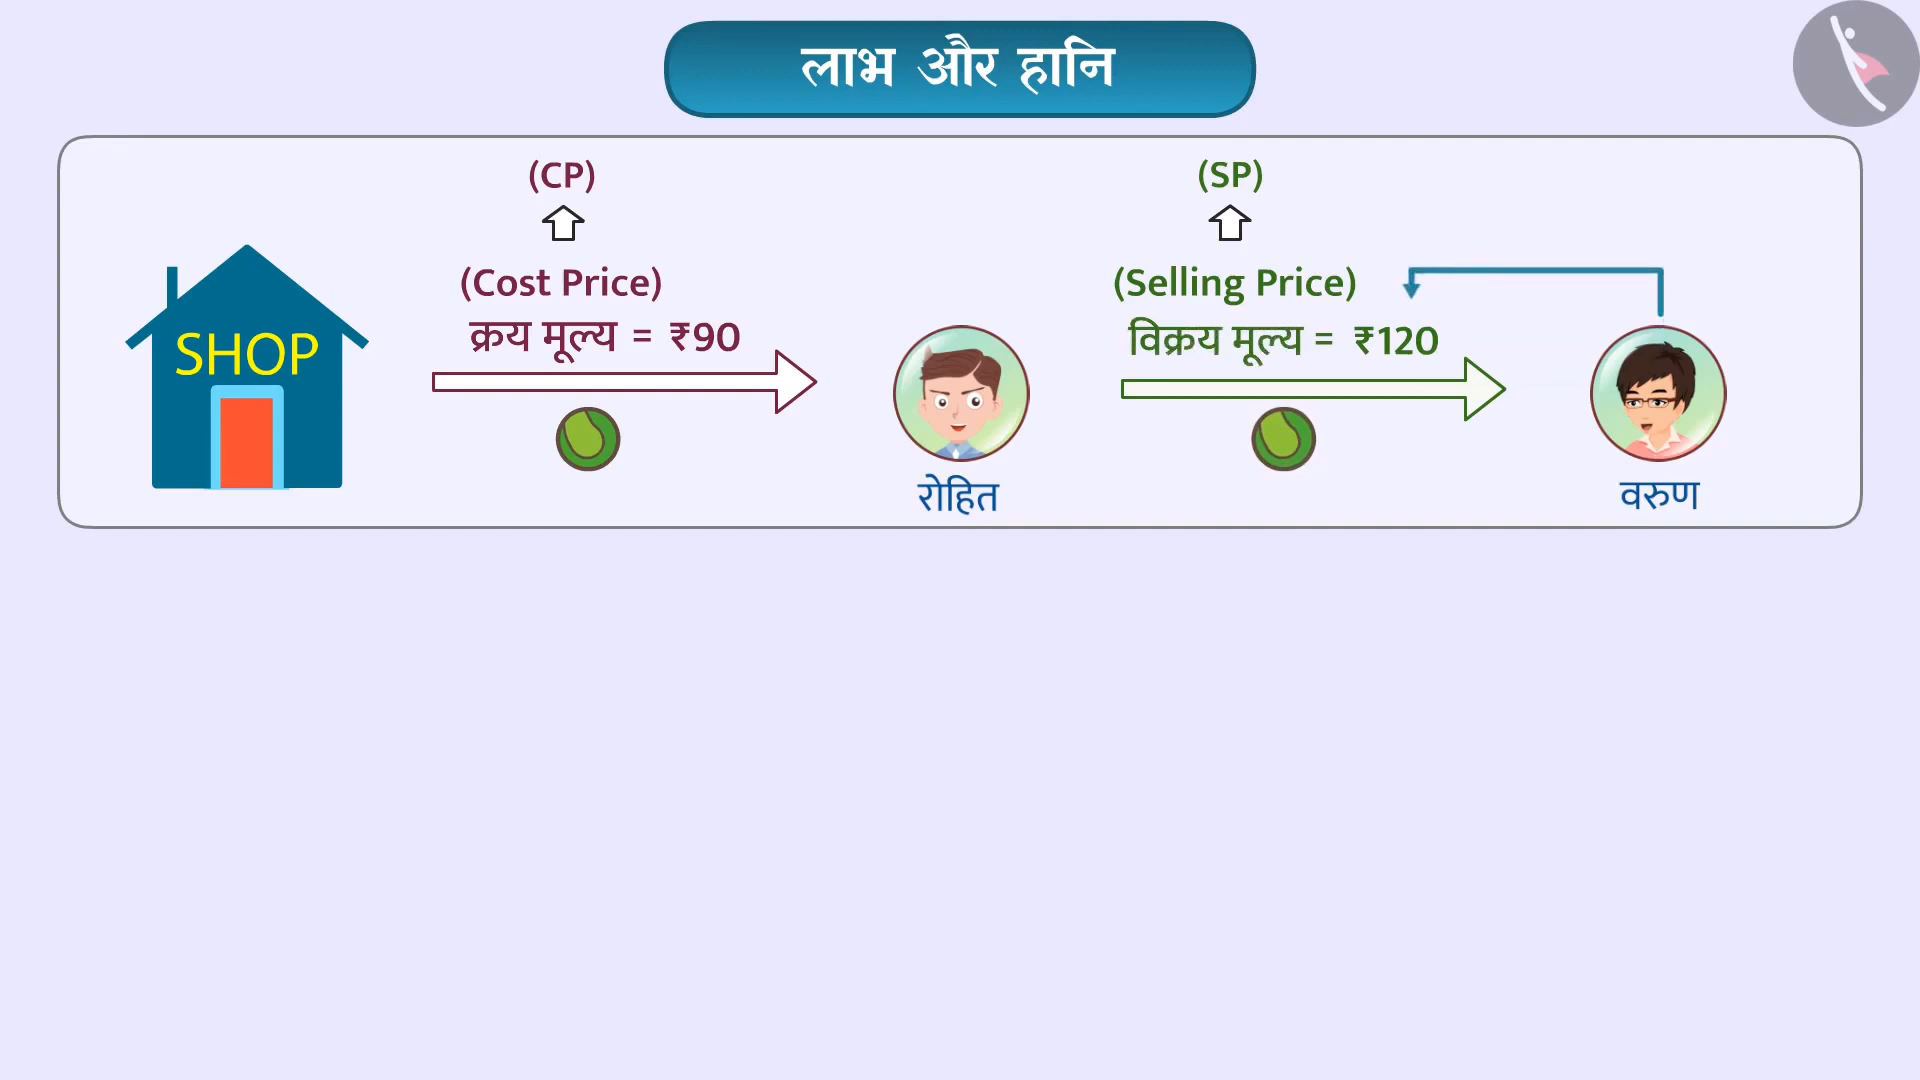 लाभ और हानि
(CP)
(SP)
(Cost Price)
(Selling Price)
क्रय मूल्य = ₹90
विक्रय मूल्य = ₹120
SHOP
रोहित
वरुण